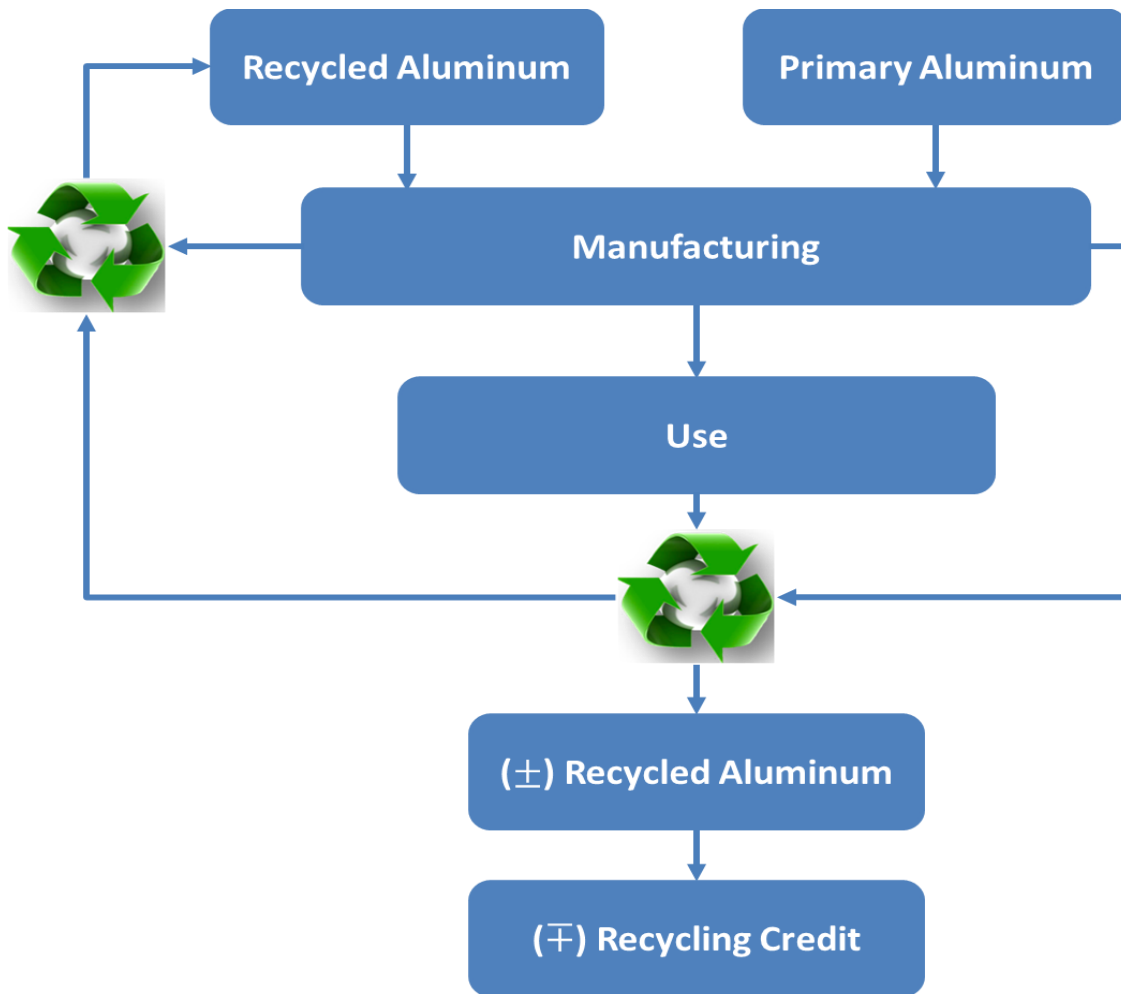 Recycled Aluminum
Primary Aluminum
Manufacturing
Use
(±) Recycled Aluminum
(∓) Recycling Credit